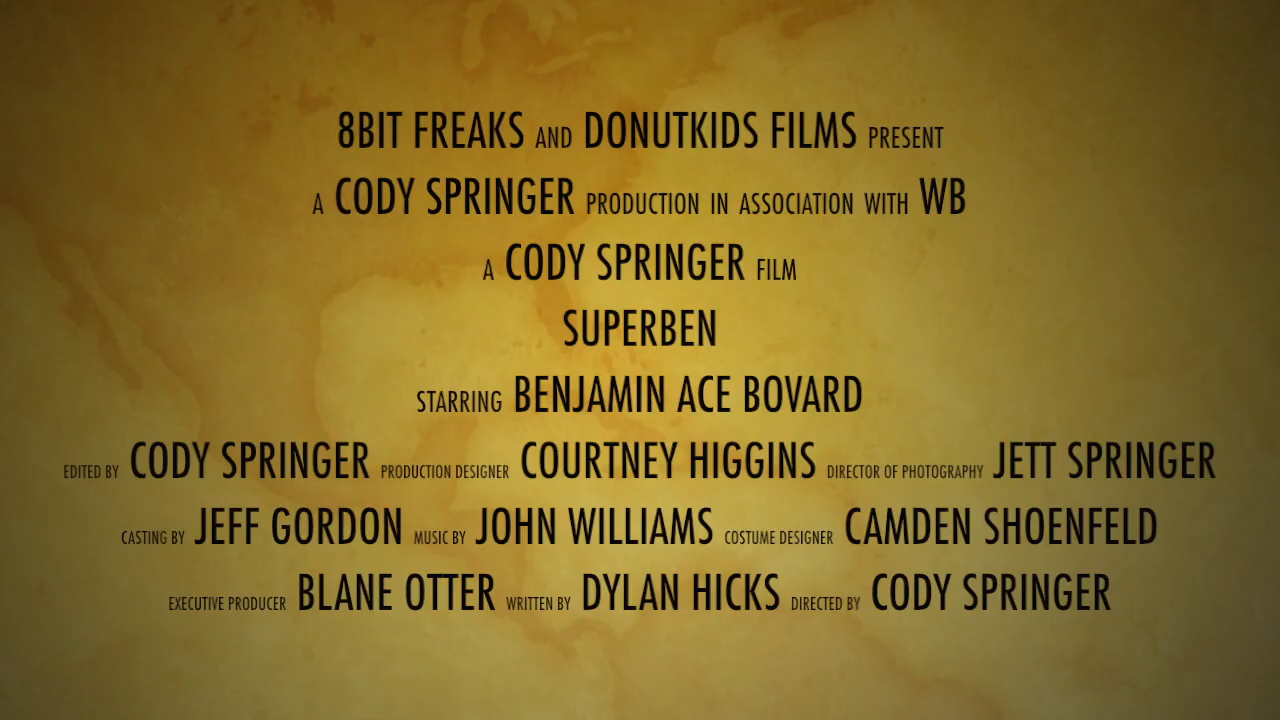 8BIT FREAKS AND DONUTKIDS FILMS PRESENT
A CODY SPRINGER PRODUCTION IN ASSOCIATION WITH WB
A CODY SPRINGER FILM
SUPERBEN
STARRING BENJAMIN ACE BOVARD
EDITED BY CODY SPRINGER PRODUCTION DESIGNER COURTNEY HIGGINS DIRECTOR OF PHOTOGRAPHY JETT SPRINGER
CASTING BY JEFF GORDON MUSIC BY JOHN WILLIAMS COSTUME DESIGNER CAMDEN SHOENFELD
EXECUTIVE PRODUCER BLANE OTTER WRITTEN BY DYLAN HICKS DIRECTED BY CODY SPRINGER